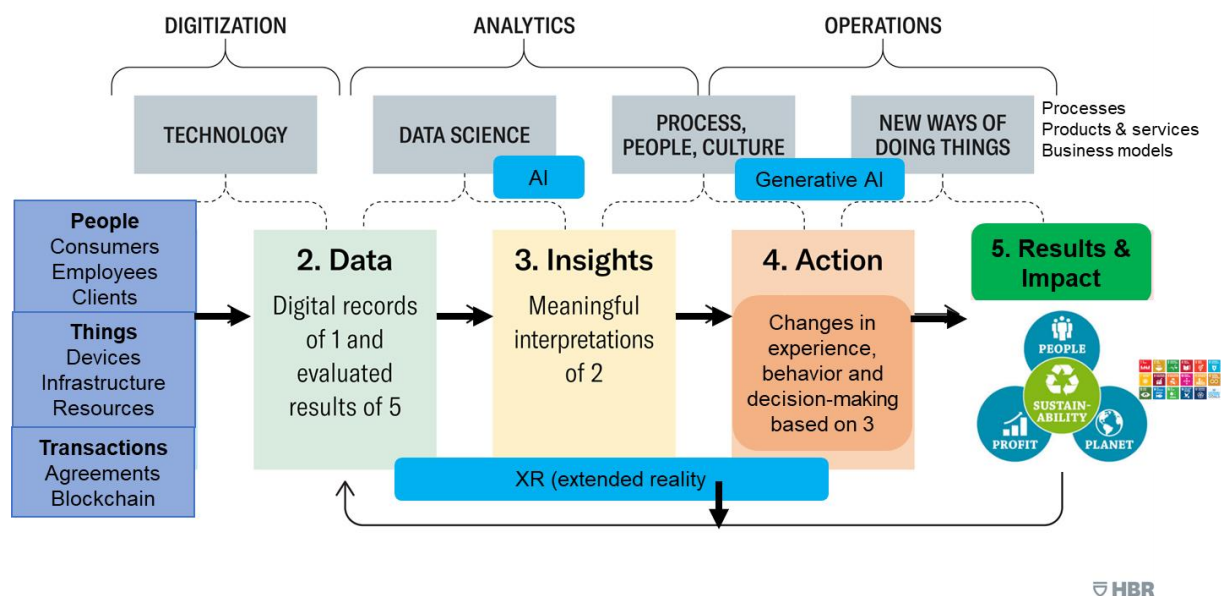 DIGITIZATION
ANALYTICS
OPERATIONS
TECHNOLOGY
DATA SCIENCE
PROCESS,
PEOPLE, CULTURE
NEW WAYS OF
DOING THINGS
Processes
Products & services
Business models
AI
Generative AI
People
Consumers
Employees
Clients
Things
Devices
Infrastructure
Resources
Transactions
Agreements
Blockchain
2. Data
Digital records
of 1 and
evaluated
results of 5
3. Insights
Meaningful
interpretations
of 2
4. Action
Changes in
experience,
behavior and
decision-making
based on 3
5. Results &
Impact
PEOPLE
SUSTAIN-
ABILITY
PROFIT
PLANET
XR (extended reality
HBR